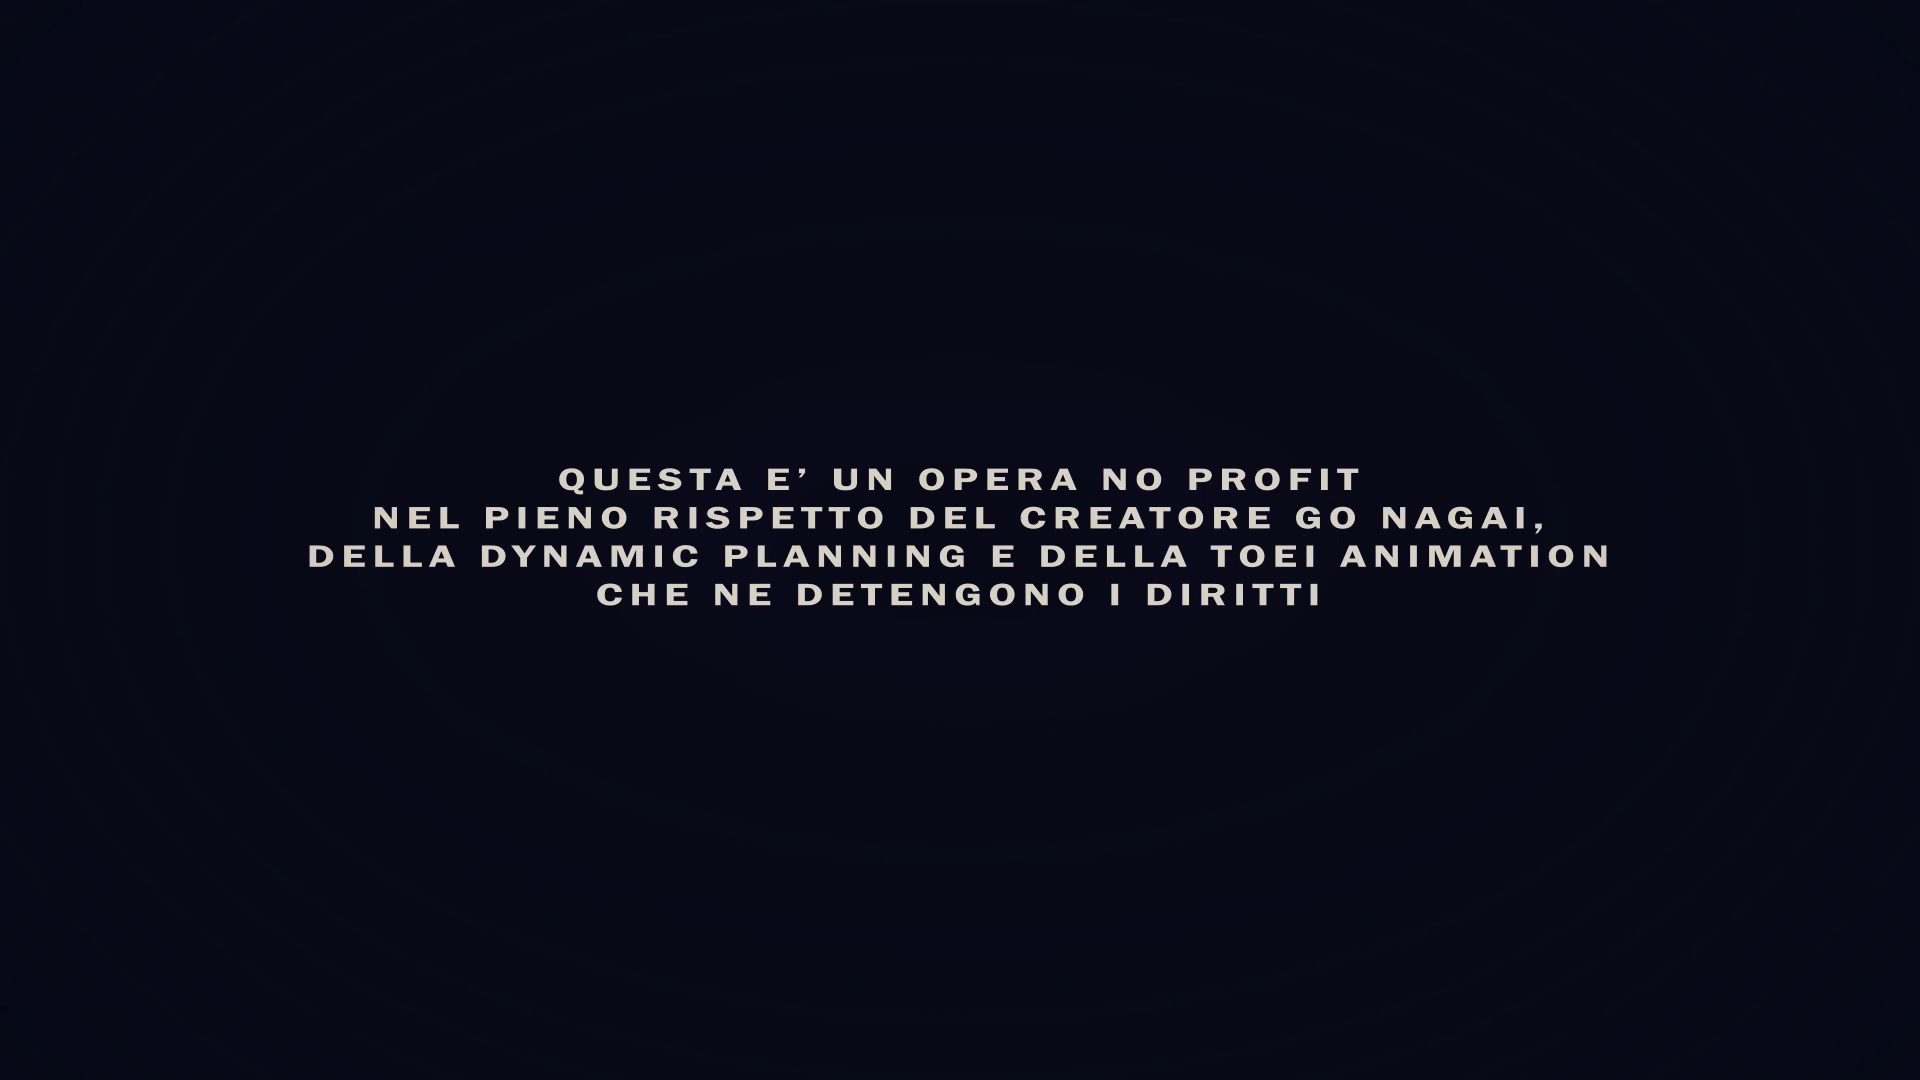 QUESTA E’ UN OPERA NO PROFIT
NEL PIENO RISPETTO DEL CREATORE GO NAGAI,
DELLA DYNAMIC PLANNING E DELLA TOEI ANIMATION
CHE NE DETENGONO I DIRITTI